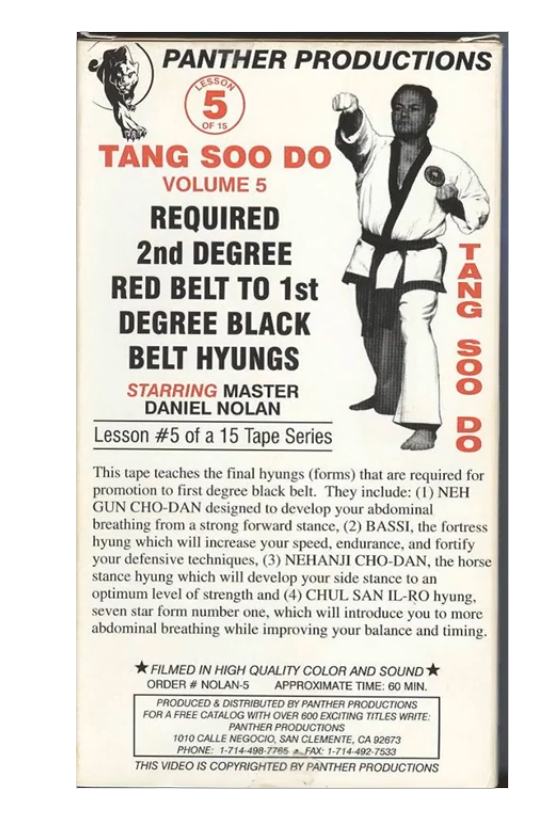 PANTHER PRODUCTIONS
LESSON
5
OF 15
TANG SOO DO
VOLUME 5
REQUIRED
2nd DEGREE
RED BELT TO 1st
DEGREE BLACK
BELT HYUNGS
STARRING MASTER
DANIEL NOLAN
Lesson #5 of a 15 Tape Series
TANG SOO DO
This tape teaches the final hyungs (forms) that are required for
promotion to first degree black belt. They include: (1) NEH
GUN CHO-DAN designed to develop your abdominal
breathing from a strong forward stance, (2) BASSI, the fortress
hyung which will increase your speed, endurance, and fortify
your defensive techniques, (3) NEHANJI CHO-DAN, the horse
stance hyung which will develop your side stance to an
optimum level of strength and (4) CHUL SAN IL-RO hyung,
seven star form number one, which will introduce you to more
abdominal breathing while improving your balance and timing.
★FILMED IN HIGH QUALITY COLOR AND SOUND★
ORDER # NOLAN-5 APPROXIMATE TIME: 60 MIN.
PRODUCED & DISTRIBUTED BY PANTHER PRODUCTIONS
FOR A FREE CATALOG WITH OVER 600 EXCITING TITLES WRITE:
PANTHER PRODUCTIONS
1010 CALLE NEGOCIO, SAN CLEMENTE, CA 92673
PHONE: 1-714-498-7765 FAX: 1-714-492-7533
THIS VIDEO IS COPYRIGHTED BY PANTHER PRODUCTIONS